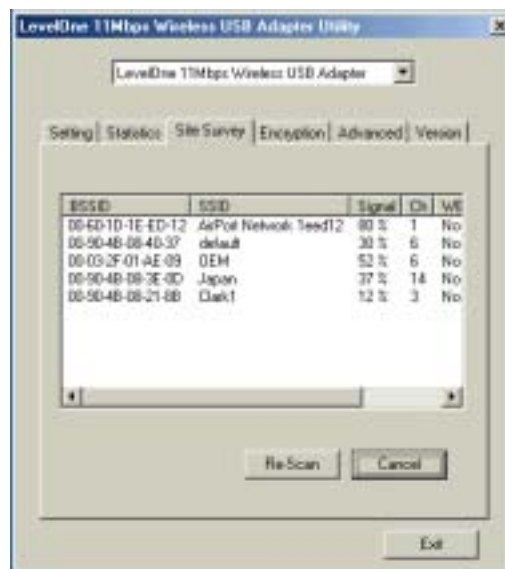 LevelOne 11Mbps Wireless USB Adapter Utility
LevelOne 11Mbps Wireless USB Adapter
Setting Statistics Site Survey Encryption Advanced Version
BSSID SSID Signal Ch WE
00-60-1D-1E-ED-12 AirPort Network 1eed12 80 % 1 No
00-90-4B-08-40-37 default 30 % 6 No
00-03-2F-01-AE-09 OEM 52 % 6 No
00-90-4B-08-3E-0D Japan 37 % 14 No
00-90-4B-08-21-8B Clark1 12 % 3 No
Re-Scan Cancel
Exit